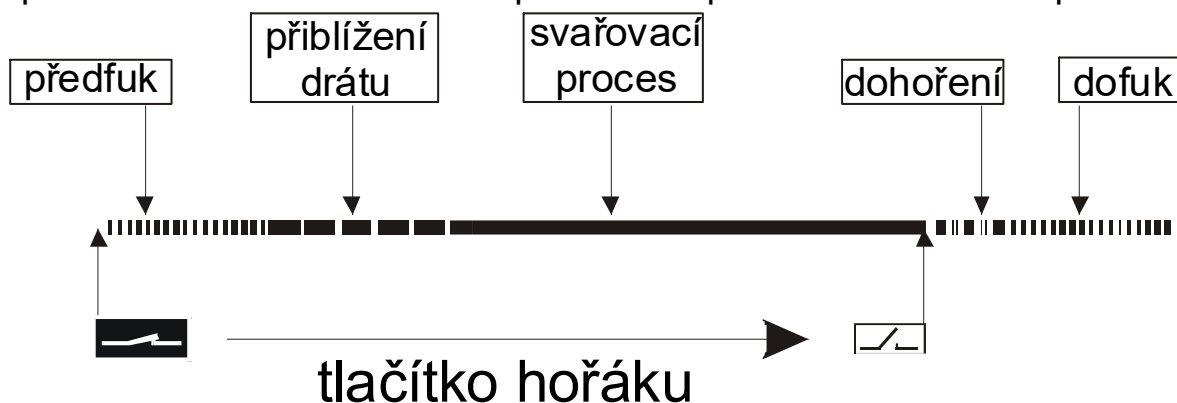 předfuk
přiblížení
drátu
svařovací
proces
dohoření
dofuk
tlačítko hořáku